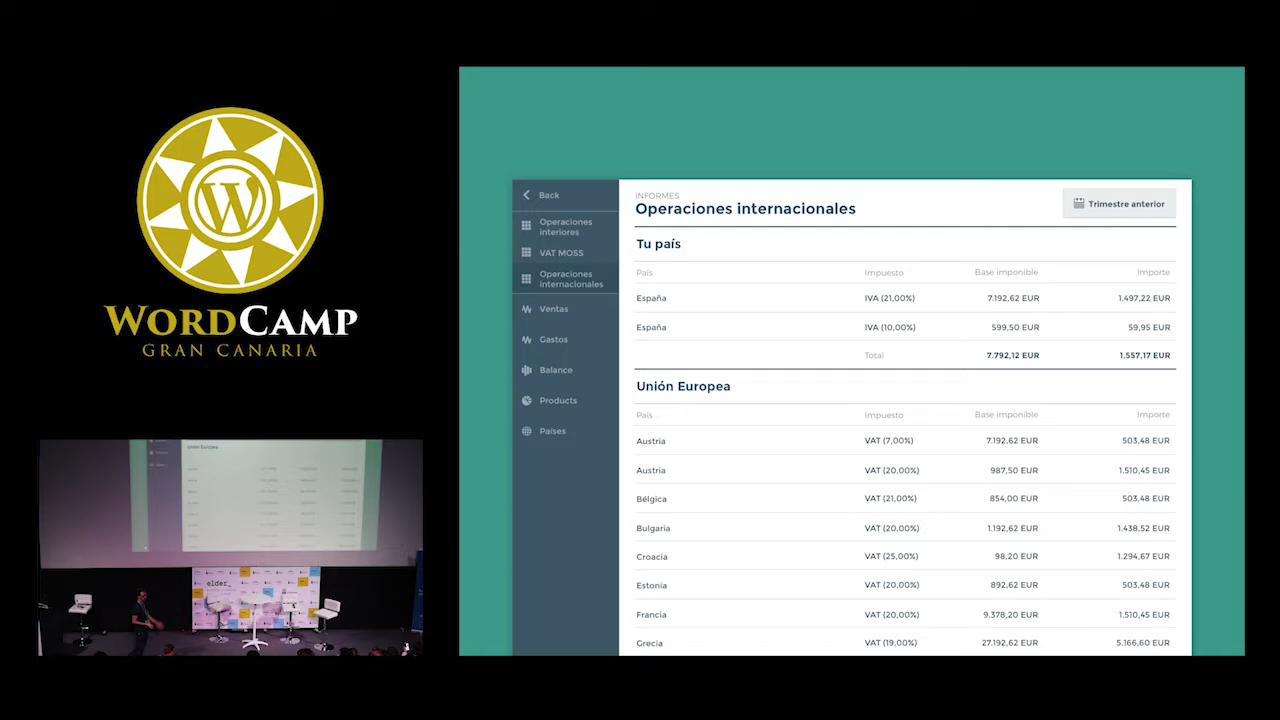 WORDCAMP
GRAN CANARIA
Back
Operaciones
interiores
VAT MOSS
Operaciones
internacionales
Ventas
Gastos
Balance
Products
Países
INFORMES
Operaciones internacionales
Trimestre anterior
Tu país
País Impuesto Base imponible Importe
España IVA (21,00%) 7.192,62 EUR 1.497,22 EUR
España IVA (10,00%) 599,50 EUR 59,95 EUR
Total 7.792,12 EUR 1.557,17 EUR
Unión Europea
País Impuesto Base imponible Importe
Austria VAT (7,00%) 7.192,62 EUR 503,48 EUR
Austria VAT (20,00%) 987,50 EUR 1.510,45 EUR
Bélgica VAT (21,00%) 854,00 EUR 503,48 EUR
Bulgaria VAT (20,00%) 1.192,62 EUR 1.438,52 EUR
Croacia VAT (25,00%) 98,20 EUR 1.294,67 EUR
Estonia VAT (20,00%) 892,62 EUR 503,48 EUR
Francia VAT (20,00%) 9.378,20 EUR 1.510,45 EUR
Grecia VAT (19,00%) 27.192,62 EUR 5.166,60 EUR
Unión Europea
elder_